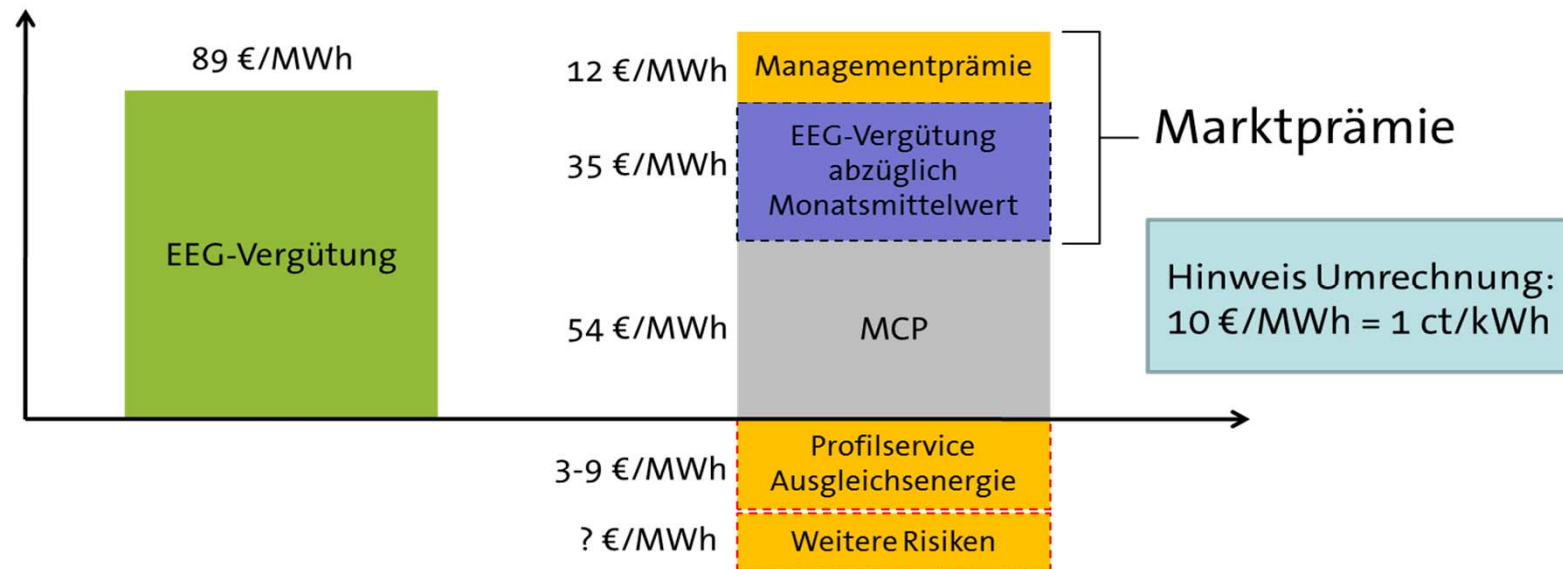 89 €/MWh
EEG-Vergütung
12 €/MWh
Managementprämie
35 €/MWh
EEG-Vergütung
abzüglich
Monatsmittelwert
Marktprämie
54 €/MWh
MCP
Hinweis Umrechnung:
10 €/MWh = 1 ct/kWh
3-9 €/MWh
Profilservice
Ausgleichsenergie
? €/MWh
Weitere Risiken